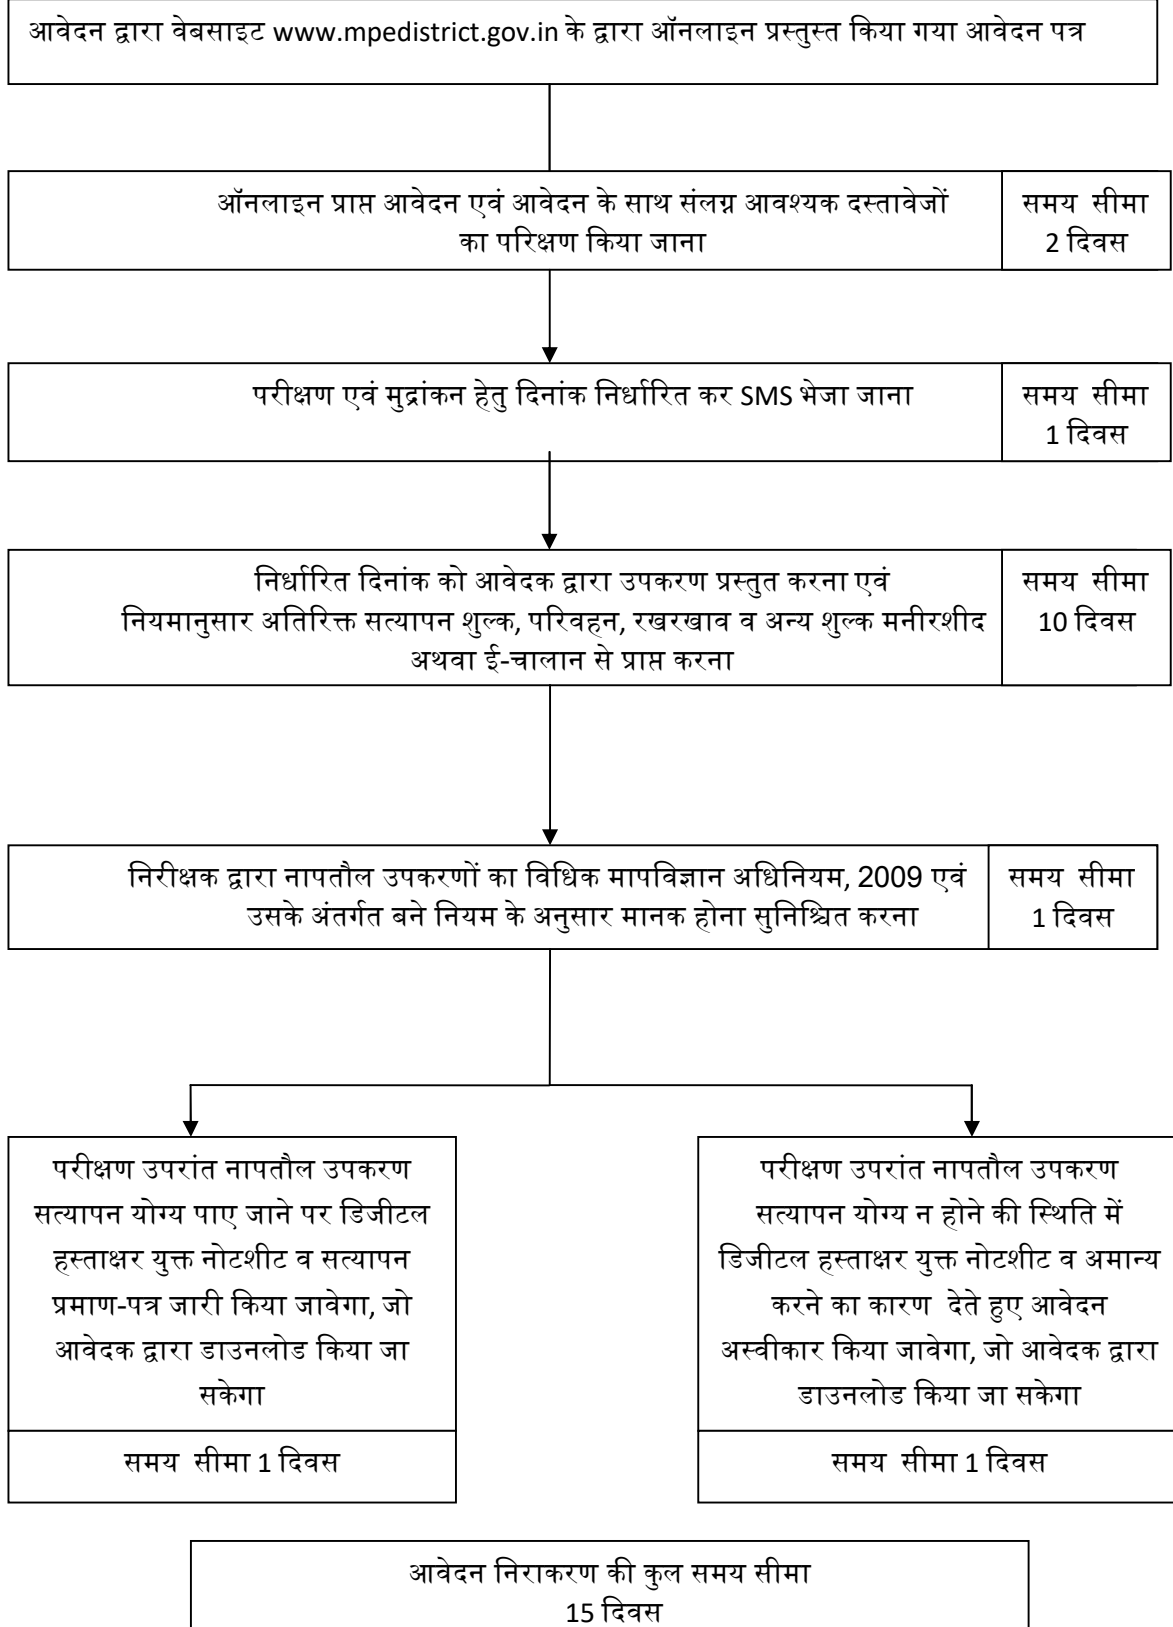 आवेदन द्वारा वेबसाइट www.mpedistrict.gov.in के द्वारा ऑनलाइन प्रस्तुस्त किया गया आवेदन पत्र
ऑनलाइन प्राप्त आवेदन एवं आवेदन के साथ संलग्न आवश्यक दस्तावेजों
का परिक्षण किया जाना
समय सीमा
2 दिवस
परीक्षण एवं मुद्रांकन हेतु दिनांक निर्धारित कर SMS भेजा जाना
समय सीमा
1 दिवस
निर्धारित दिनांक को आवेदक द्वारा उपकरण प्रस्तुत करना एवं
नियमानुसार अतिरिक्त सत्यापन शुल्क, परिवहन, रखरखाव व अन्य शुल्क मनीरशीद
अथवा ई-चालान से प्राप्त करना
समय सीमा
10 दिवस
निरीक्षक द्वारा नापतौल उपकरणों का विधिक मापविज्ञान अधिनियम, 2009 एवं
उसके अंतर्गत बने नियम के अनुसार मानक होना सुनिश्चित करना
समय सीमा
1 दिवस
परीक्षण उपरांत नापतौल उपकरण
सत्यापन योग्य पाए जाने पर डिजीटल
हस्ताक्षर युक्त नोटशीट व सत्यापन
प्रमाण-पत्र जारी किया जावेगा, जो
आवेदक द्वारा डाउनलोड किया जा
सकेगा
समय सीमा 1 दिवस
परीक्षण उपरांत नापतौल उपकरण
सत्यापन योग्य न होने की स्थिति में
डिजीटल हस्ताक्षर युक्त नोटशीट व अमान्य
करने का कारण देते हुए आवेदन
अस्वीकार किया जावेगा, जो आवेदक द्वारा
डाउनलोड किया जा सकेगा
समय सीमा 1 दिवस
आवेदन निराकरण की कुल समय सीमा
15 दिवस